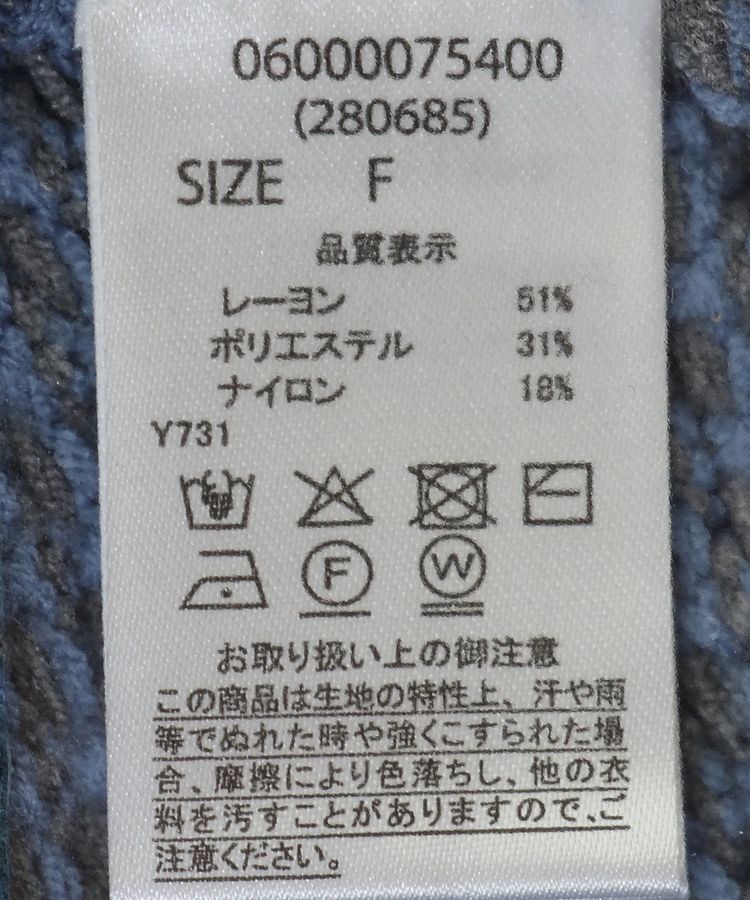 06000075400
(280685)
SIZE F
品質表示
レーヨン 51%
ポリエステル 31%
ナイロン 18%
Y731
F W
お取り扱い上の御注意
この商品は生地の特性上、汗や雨
等でぬれた時や強くこすられた場
合、摩擦により色落ちし、他の衣
料を汚すことがありますので、ご
注意ください。